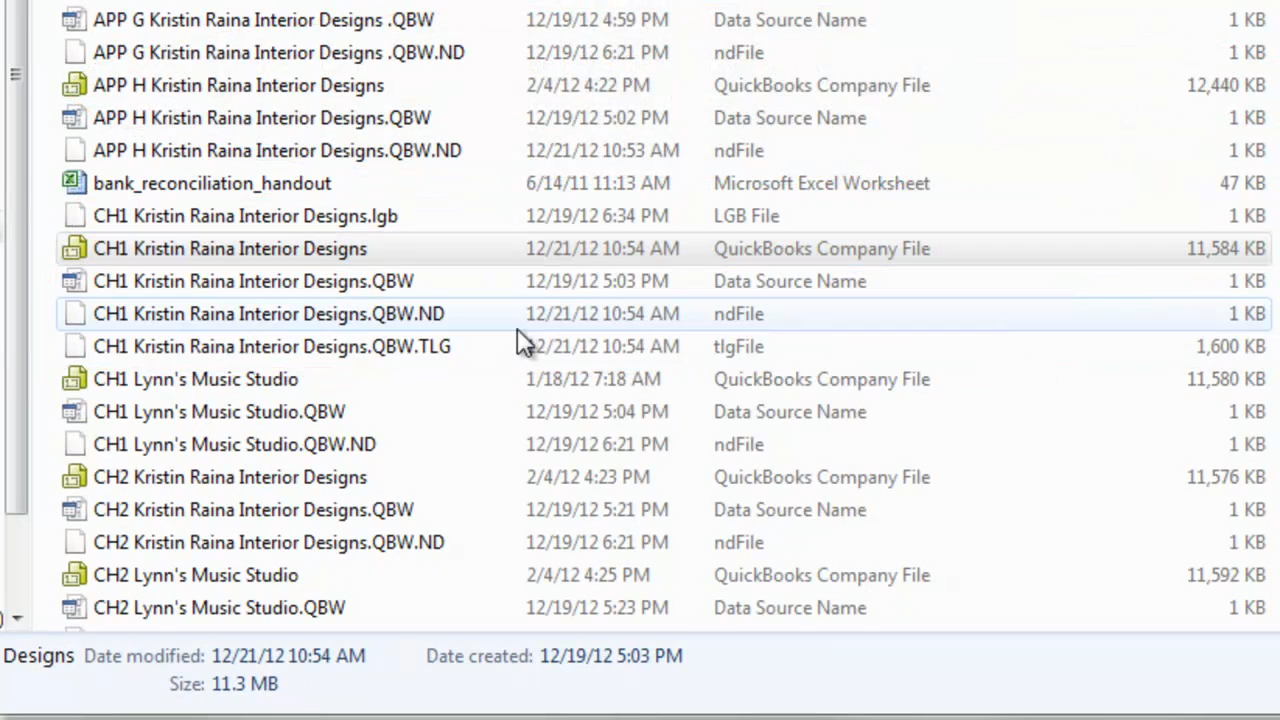 APP G Kristin Raina Interior Designs .QBW 12/19/12 4:59 PM Data Source Name 1 KB
APP G Kristin Raina Interior Designs .QBW.ND 12/19/12 6:21 PM ndFile 1 KB
APP H Kristin Raina Interior Designs 2/4/12 4:22 PM QuickBooks Company File 12,440 KB
APP H Kristin Raina Interior Designs.QBW 12/19/12 5:02 PM Data Source Name 1 KB
APP H Kristin Raina Interior Designs.QBW.ND 12/21/12 10:53 AM ndFile 1 KB
bank_reconciliation_handout 6/14/11 11:13 AM Microsoft Excel Worksheet 47 KB
CH1 Kristin Raina Interior Designs.lgb 12/19/12 6:34 PM LGB File 1 KB
CH1 Kristin Raina Interior Designs 12/21/12 10:54 AM QuickBooks Company File 11,584 KB
CH1 Kristin Raina Interior Designs.QBW 12/19/12 5:03 PM Data Source Name 1 KB
CH1 Kristin Raina Interior Designs.QBW.ND 12/21/12 10:54 AM ndFile 1 KB
CH1 Kristin Raina Interior Designs.QBW.TLG 12/21/12 10:54 AM tlgFile 1,600 KB
CH1 Lynn's Music Studio 1/18/12 7:18 AM QuickBooks Company File 11,580 KB
CH1 Lynn's Music Studio.QBW 12/19/12 5:04 PM Data Source Name 1 KB
CH1 Lynn's Music Studio.QBW.ND 12/19/12 6:21 PM ndFile 1 KB
CH2 Kristin Raina Interior Designs 2/4/12 4:23 PM QuickBooks Company File 11,576 KB
CH2 Kristin Raina Interior Designs.QBW 12/19/12 5:21 PM Data Source Name 1 KB
CH2 Kristin Raina Interior Designs.QBW.ND 12/19/12 6:21 PM ndFile 1 KB
CH2 Lynn's Music Studio 2/4/12 4:25 PM QuickBooks Company File 11,592 KB
CH2 Lynn's Music Studio.QBW 12/19/12 5:23 PM Data Source Name 1 KB
Designs Date modified: 12/21/12 10:54 AM Date created: 12/19/12 5:03 PM
Size: 11.3 MB